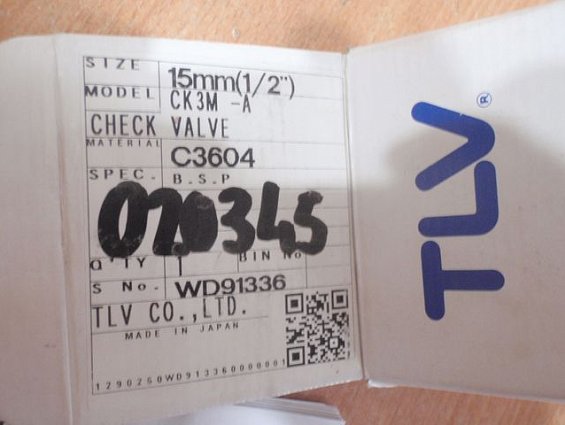 SIZE 15mm(1/2")
MODEL CK3M -A
CHECK VALVE
MATERIAL C3604
SPEC. B.S.P
070345
Q'TY 1 BIN No
S No. WD91336
TLV CO.,LTD.
MADE IN JAPAN
TLV ®